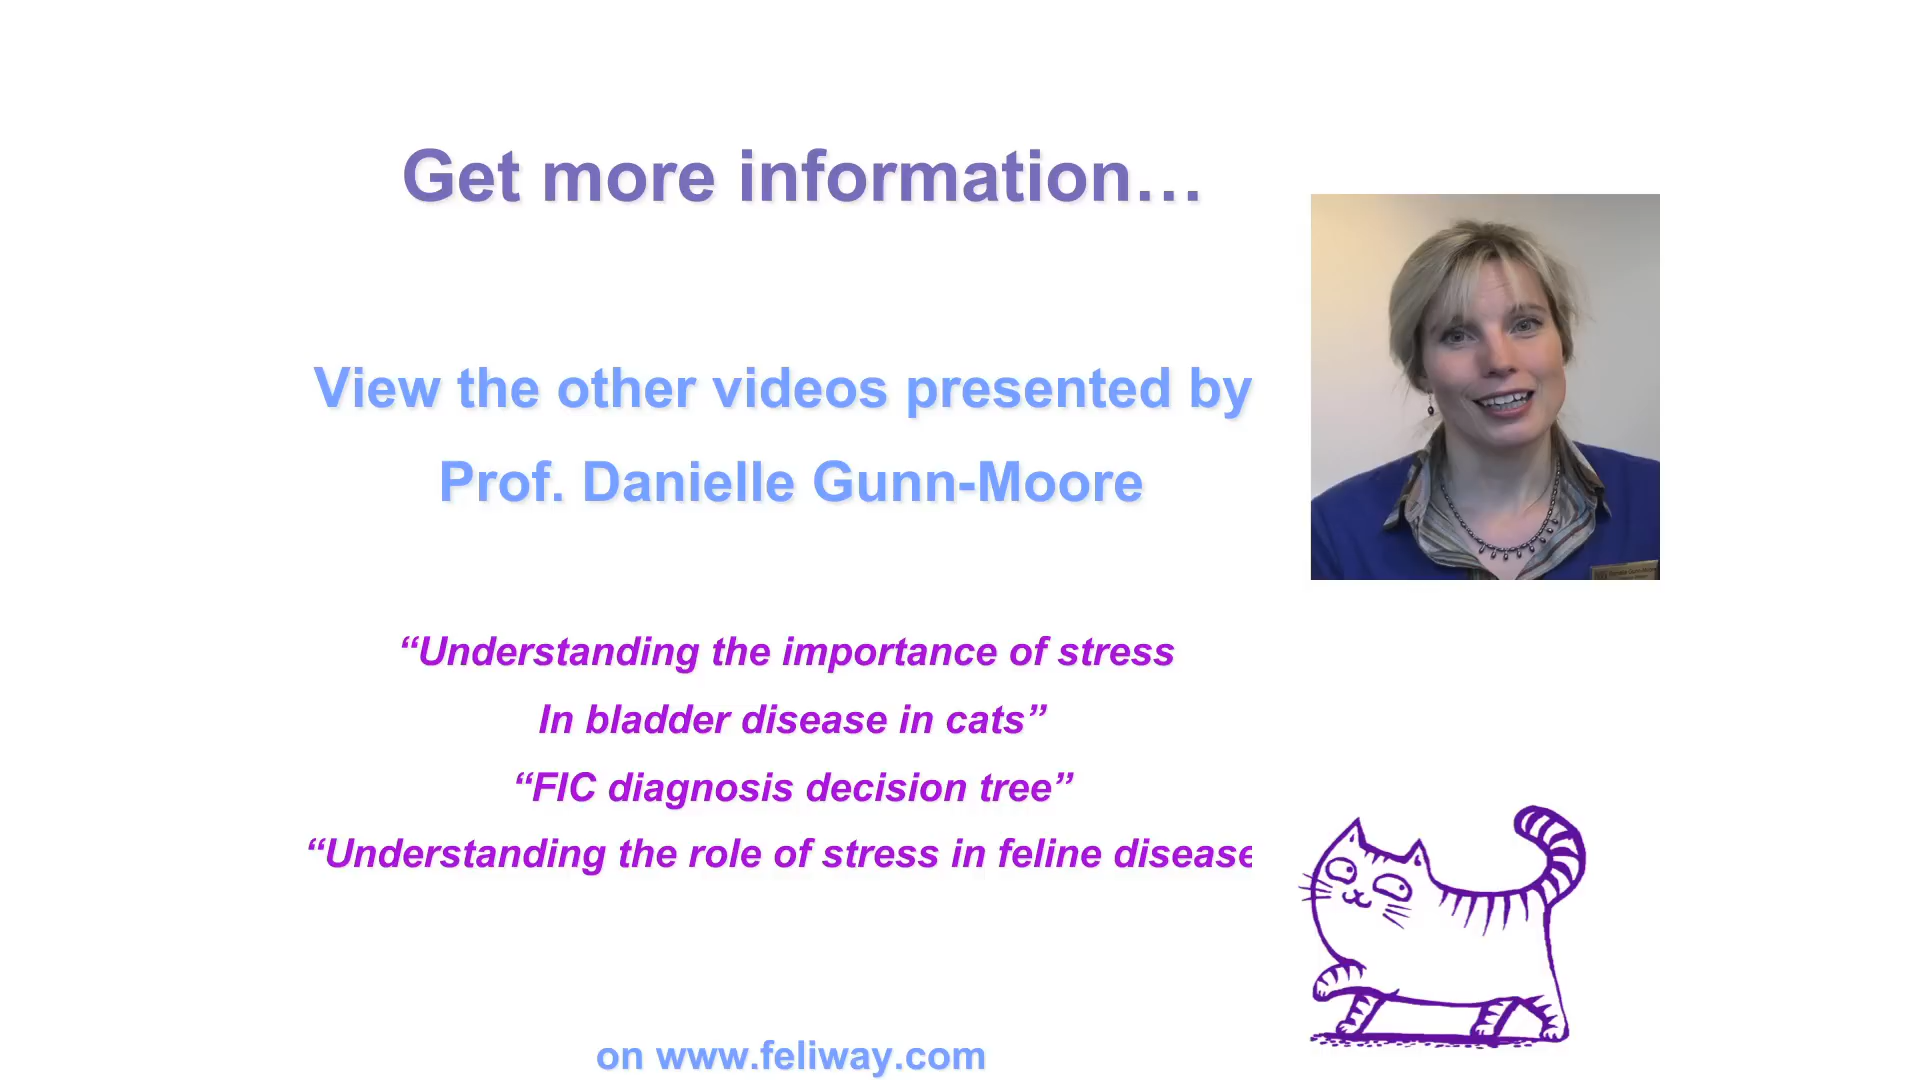 Get more information…
View the other videos presented by
Prof. Danielle Gunn-Moore
“Understanding the importance of stress
In bladder disease in cats”
“FIC diagnosis decision tree”
“Understanding the role of stress in feline disease
on www.feliway.com